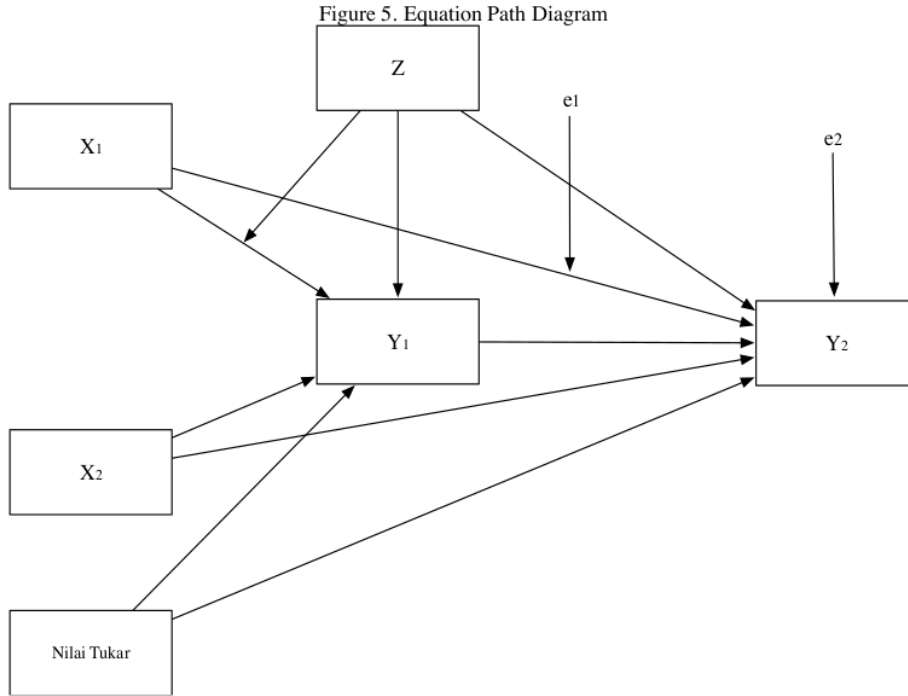 Figure 5. Equation Path Diagram
Z
e1
X1
e2
Y1
Y2
X2
Nilai Tukar